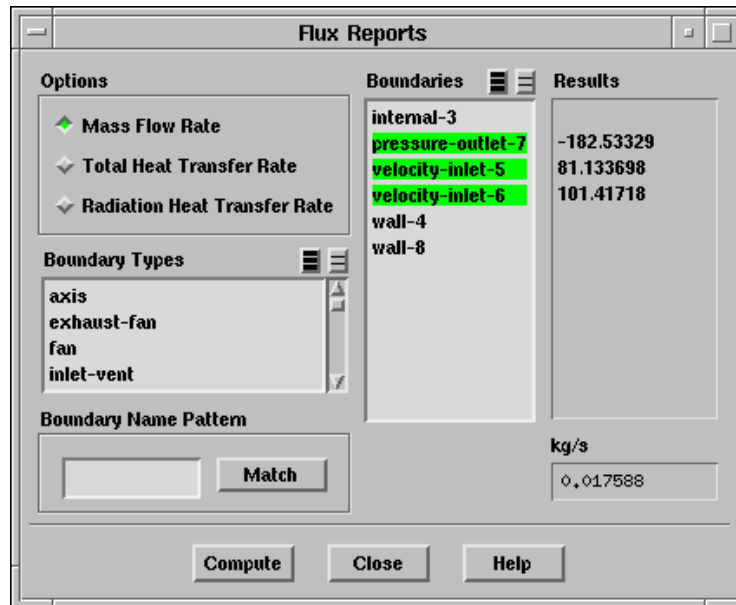 Flux Reports
Options
Mass Flow Rate
Total Heat Transfer Rate
Radiation Heat Transfer Rate
Boundary Types
axis
exhaust-fan
fan
inlet-vent
Boundary Name Pattern
Match
Boundaries
internal-3
pressure-outlet-7
velocity-inlet-5
velocity-inlet-6
wall-4
wall-8
Results
-182.53329
81.133698
101.41718
kg/s
0.017588
Compute
Close
Help